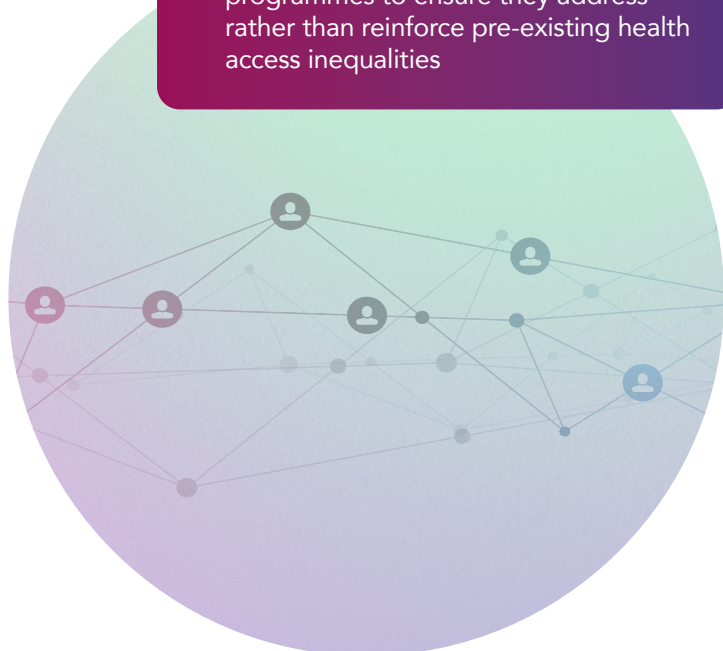 programmes to ensure they address
rather than reinforce pre-existing health
access inequalities